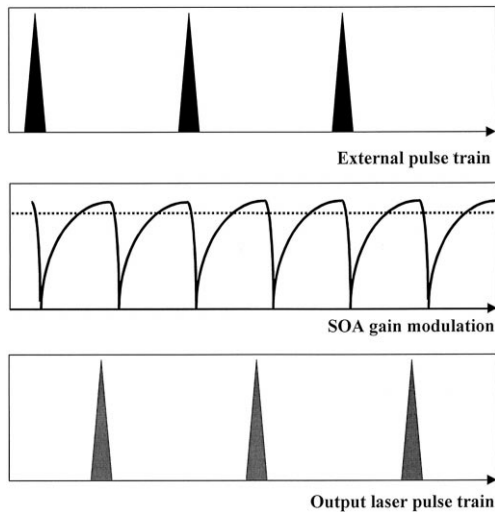 External pulse train
SOA gain modulation
Output laser pulse train